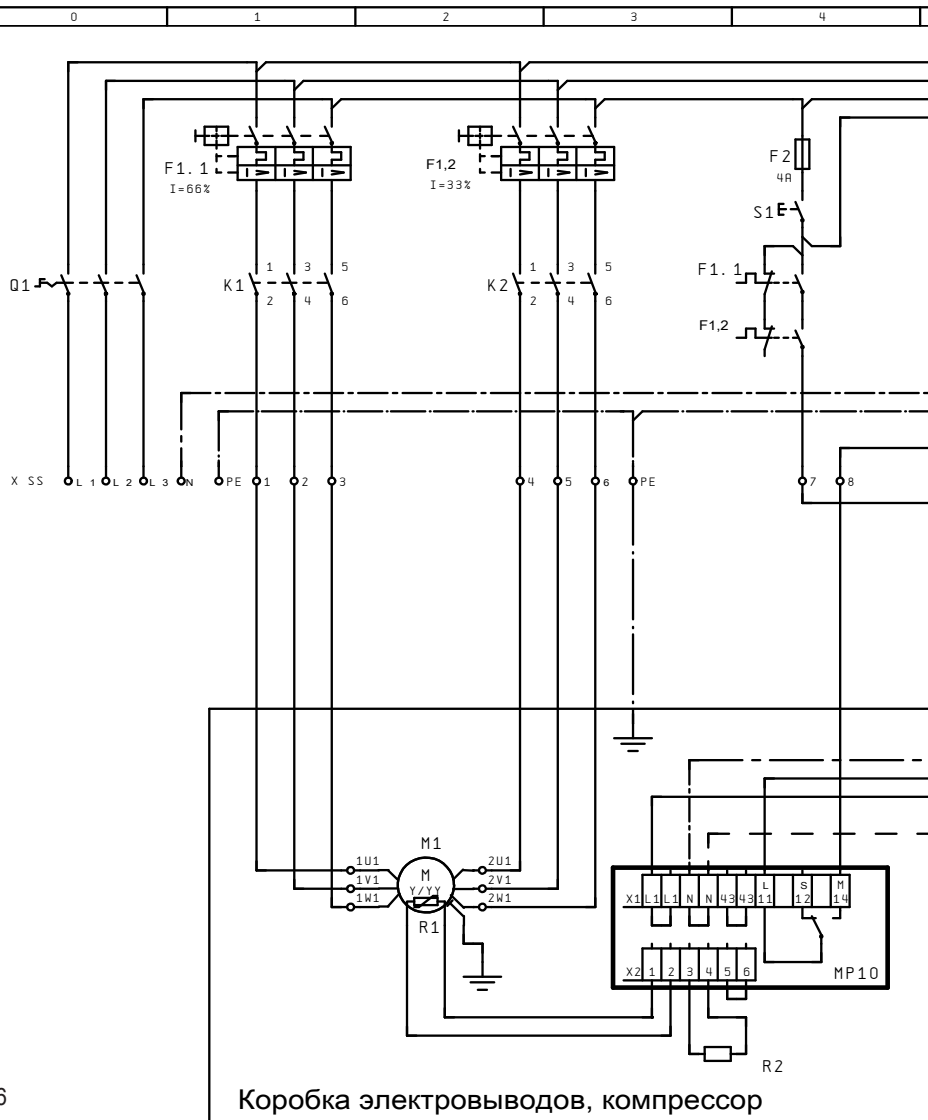 0 1 2 3 4
F1.1
I=66%
F1,2
I=33%
F2
4A
S1
Q1
K1
1 3 5
2 4 6
K2
1 3 5
2 4 6
F1.1
F1,2
X SS L1 L2 L3 N PE 1 2 3 4 5 6 PE 7 8
M1
1U1
1V1
1W1
M
Y/YY
2U1
2V1
2W1
R1
L S M
X1 L1 L1 N N 43 43 11 12 14
X2 1 2 3 4 5 6
MP10
R2
6
Коробка электровыводов, компрессор